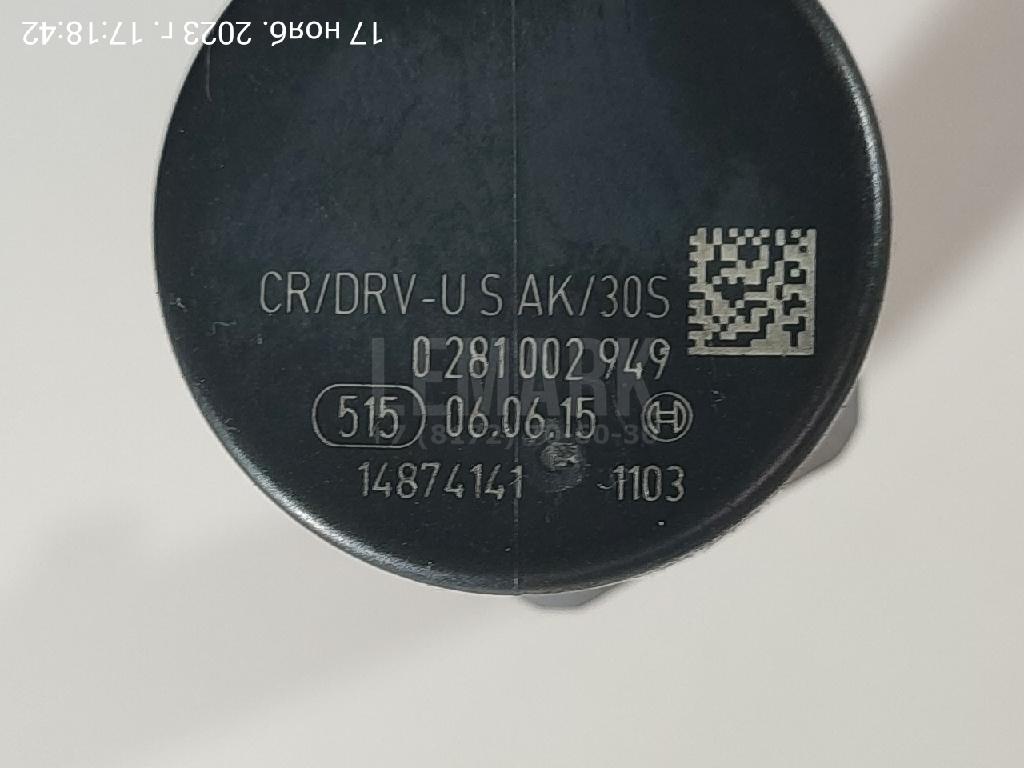 17 нояб. 2023 г. 17:18:42
CR/DRV-U S AK/30S
0 281 002 949
515 06.06.15
14874141 1103
LEMARK